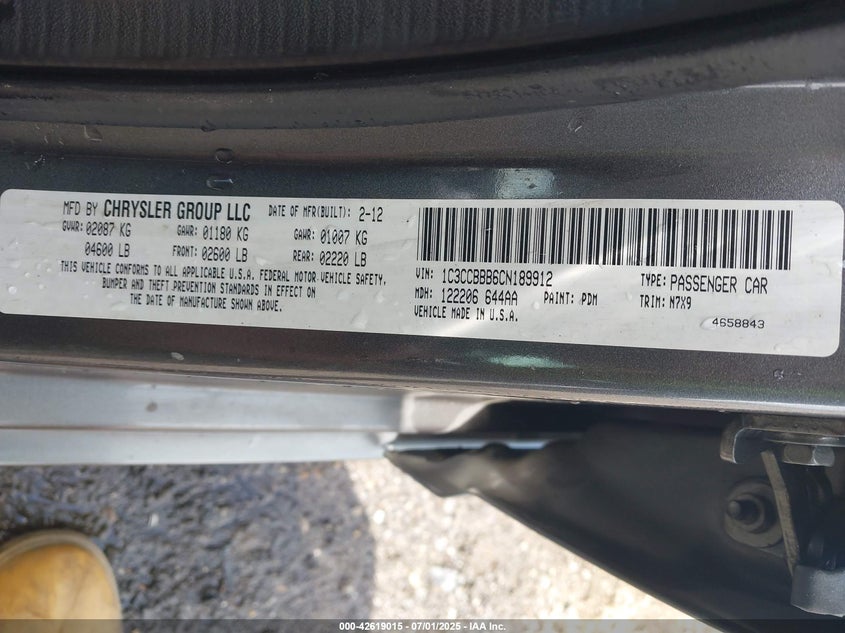 MFD BY CHRYSLER GROUP LLC DATE OF MFR(BUILT): 2-12
GVWR: 02087 KG GAWR: 01180 KG GAWR: 01007 KG
04600 LB FRONT: 02600 LB REAR: 02220 LB
THIS VEHICLE CONFORMS TO ALL APPLICABLE U.S.A. FEDERAL MOTOR VEHICLE SAFETY,
BUMPER AND THEFT PREVENTION STANDARDS IN EFFECT ON
THE DATE OF MANUFACTURE SHOWN ABOVE.
VIN: 1C3CCBBB6CN189912 TYPE: PASSENGER CAR
MDH: 122206 644AA PAINT: PDM TRIM: N7X9
VEHICLE MADE IN U.S.A.
4658843
000-42619015 - 07/01/2025 - IAA Inc.